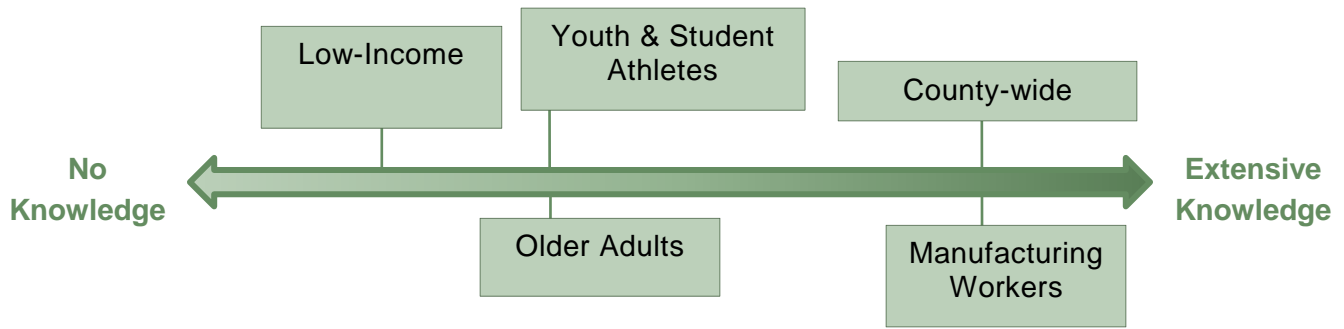 Low-Income
Youth & Student
Athletes
County-wide
No
Knowledge
Extensive
Knowledge
Older Adults
Manufacturing
Workers